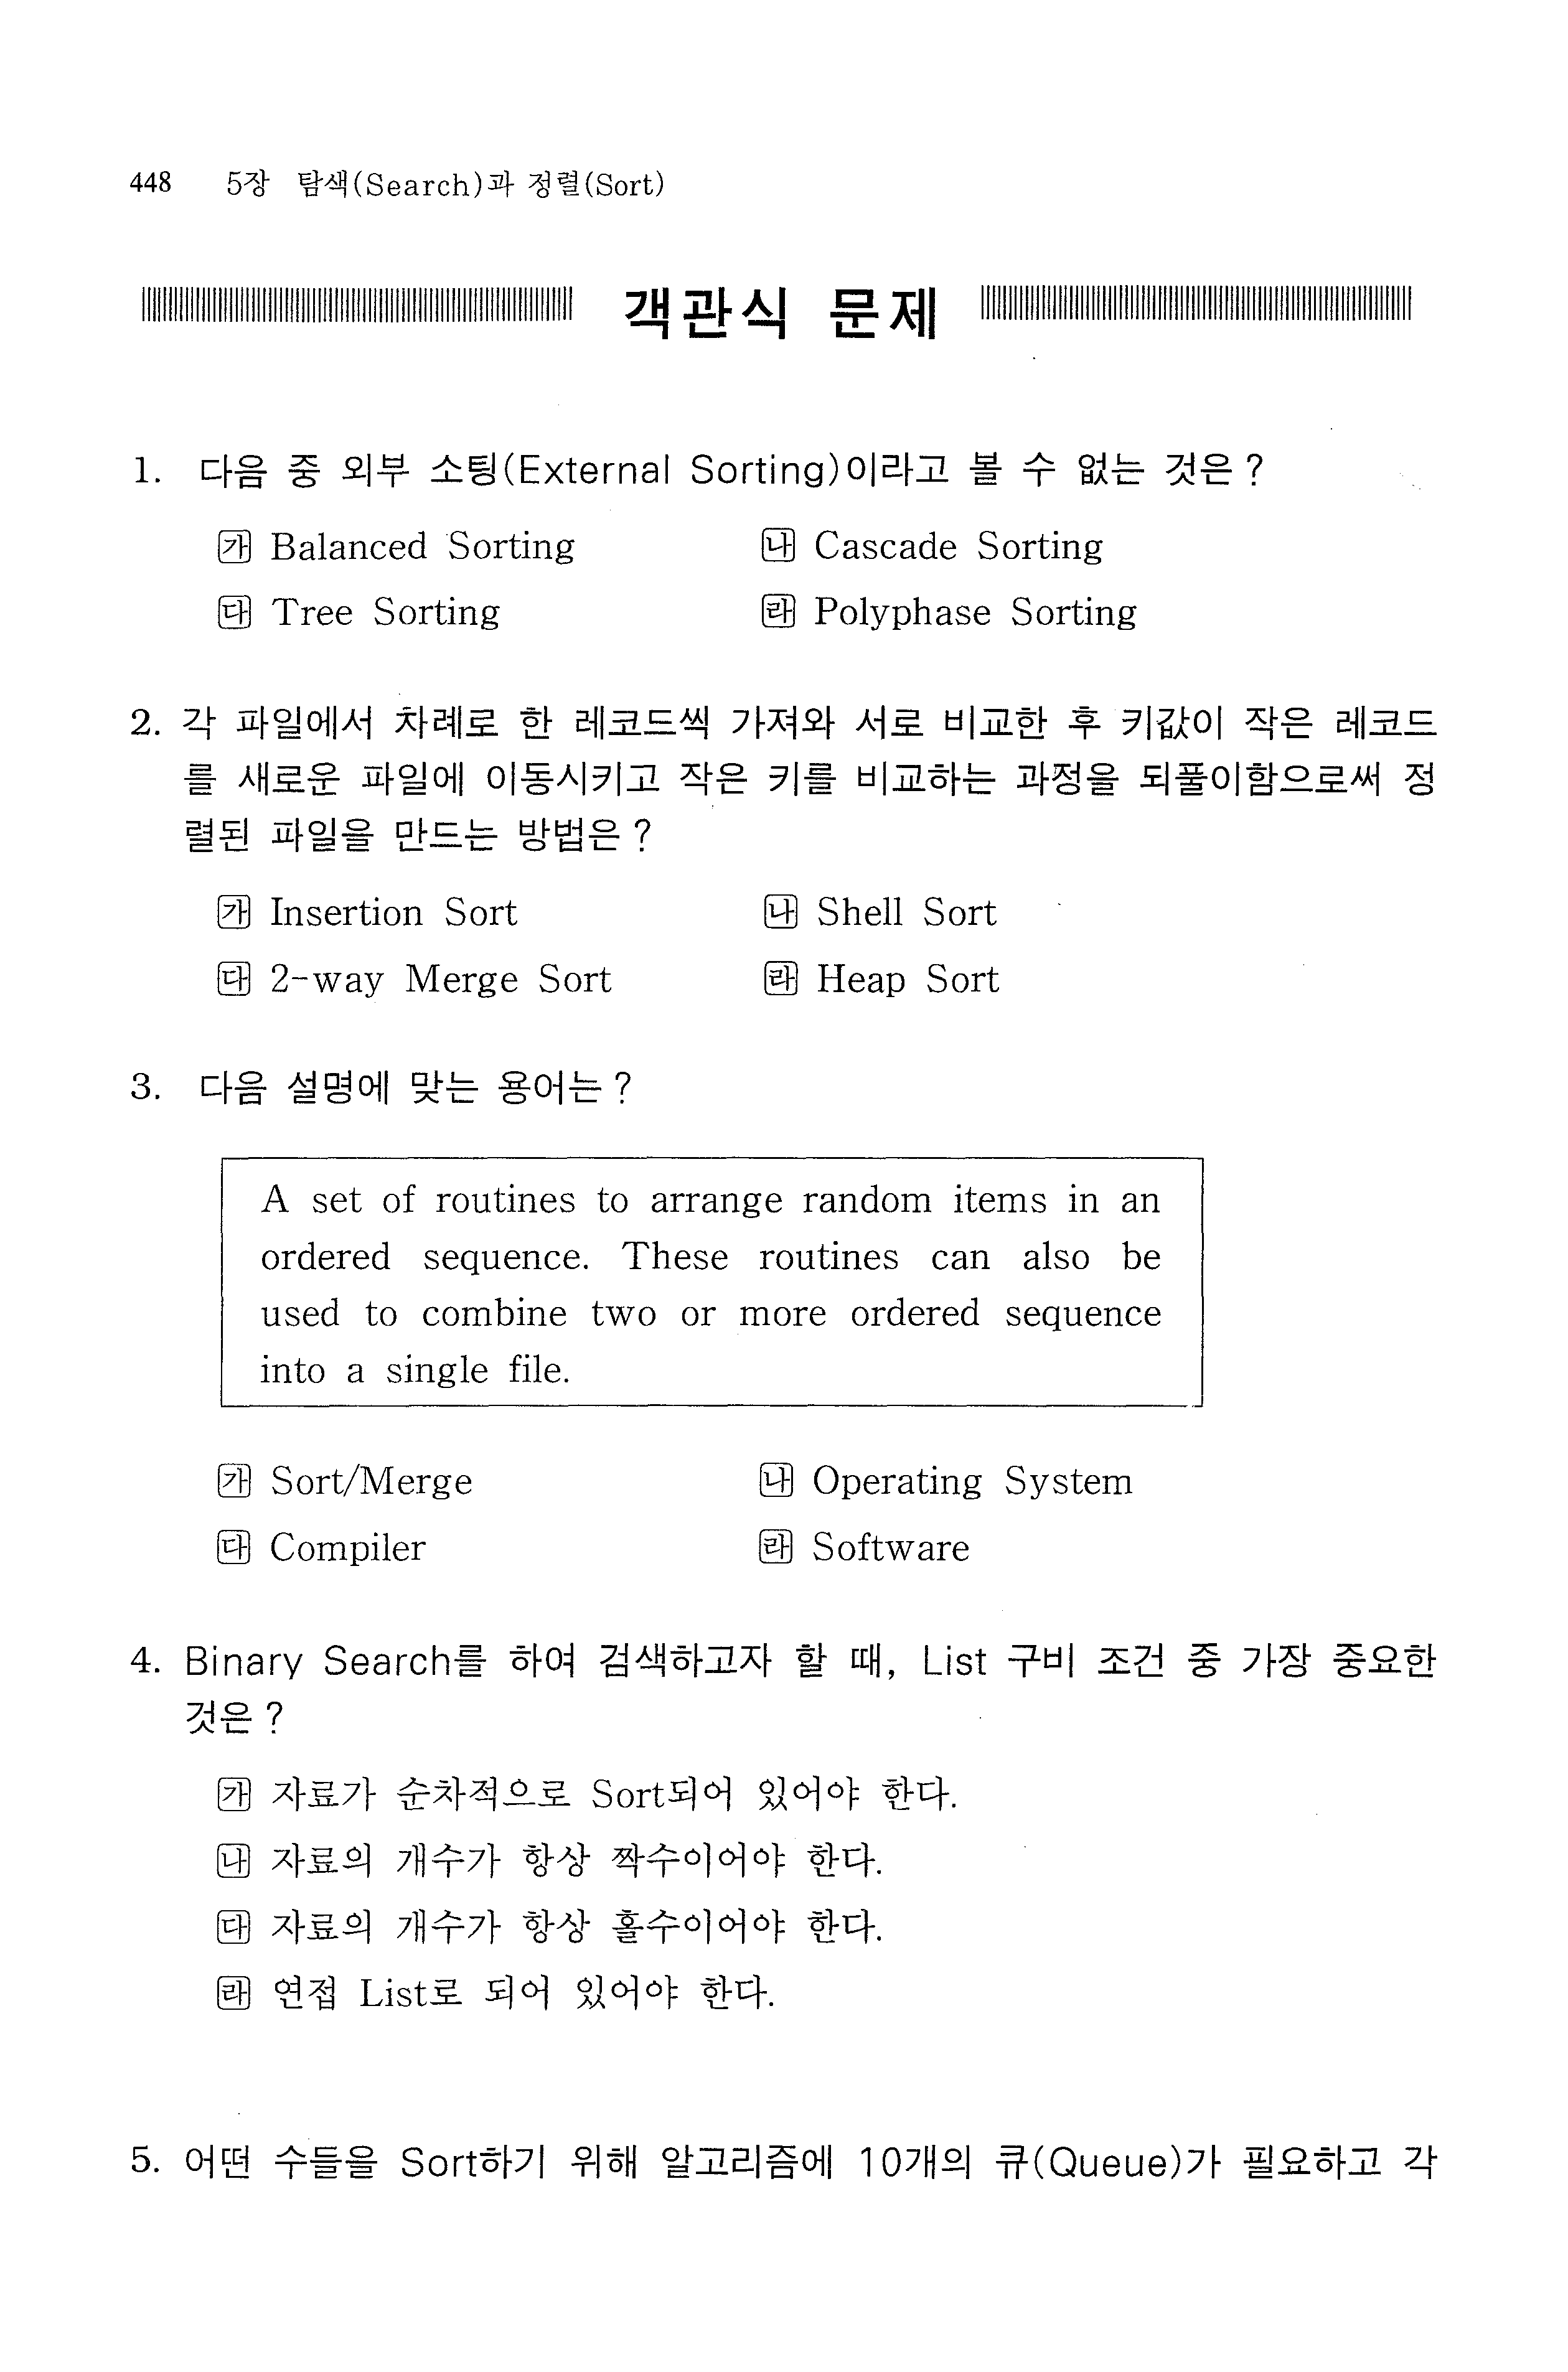 448 5장 탐색(Search)과 정렬(Sort)
객관식 문제
1. 다음 중 외부 소팅(External Sorting)이라고 볼 수 없는 것은?
㉮ Balanced Sorting ㉯ Cascade Sorting
㉰ Tree Sorting ㉱ Polyphase Sorting
2. 각 파일에서 차례로 한 레코드씩 가져와 서로 비교한 후 키값이 작은 레코드
를 새로운 파일에 이동시키고 작은 키를 비교하는 과정을 되풀이함으로써 정
렬된 파일을 만드는 방법은?
㉮ Insertion Sort ㉯ Shell Sort
㉰ 2-way Merge Sort ㉱ Heap Sort
3. 다음 설명에 맞는 용어는?
A set of routines to arrange random items in an
ordered sequence. These routines can also be
used to combine two or more ordered sequence
into a single file.
㉮ Sort/Merge ㉯ Operating System
㉰ Compiler ㉱ Software
4. Binary Search를 하여 검색하고자 할 때, List 구비 조건 중 가장 중요한
것은?
㉮ 자료가 순차적으로 Sort되어 있어야 한다.
㉯ 자료의 개수가 항상 짝수이어야 한다.
㉰ 자료의 개수가 항상 홀수이어야 한다.
㉱ 연접 List로 되어 있어야 한다.
5. 어떤 수들을 Sort하기 위해 알고리즘에 10개의 큐(Queue)가 필요하고 각